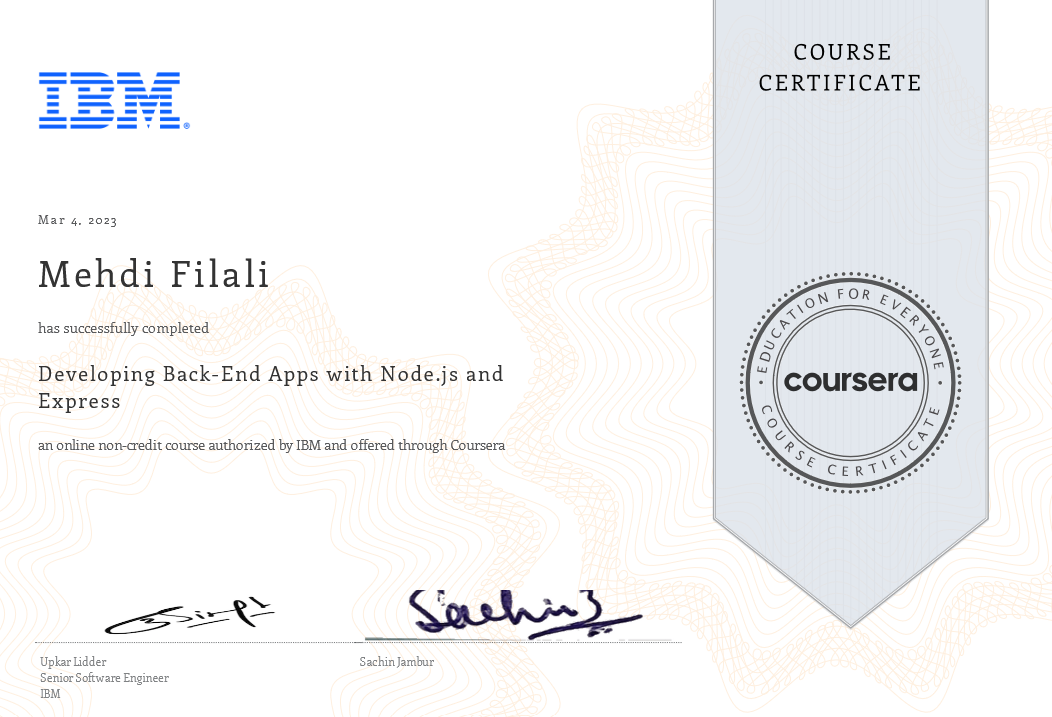 COURSE
CERTIFICATE
IBM®
Mar 4, 2023
Mehdi Filali
has successfully completed
Developing Back-End Apps with Node.js and
Express
an online non-credit course authorized by IBM and offered through Coursera
EDUCATION FOR EVERYONE
coursera
COURSE CERTIFICATE
Sachin J
Upkar Lidder
Senior Software Engineer
IBM
Sachin Jambur